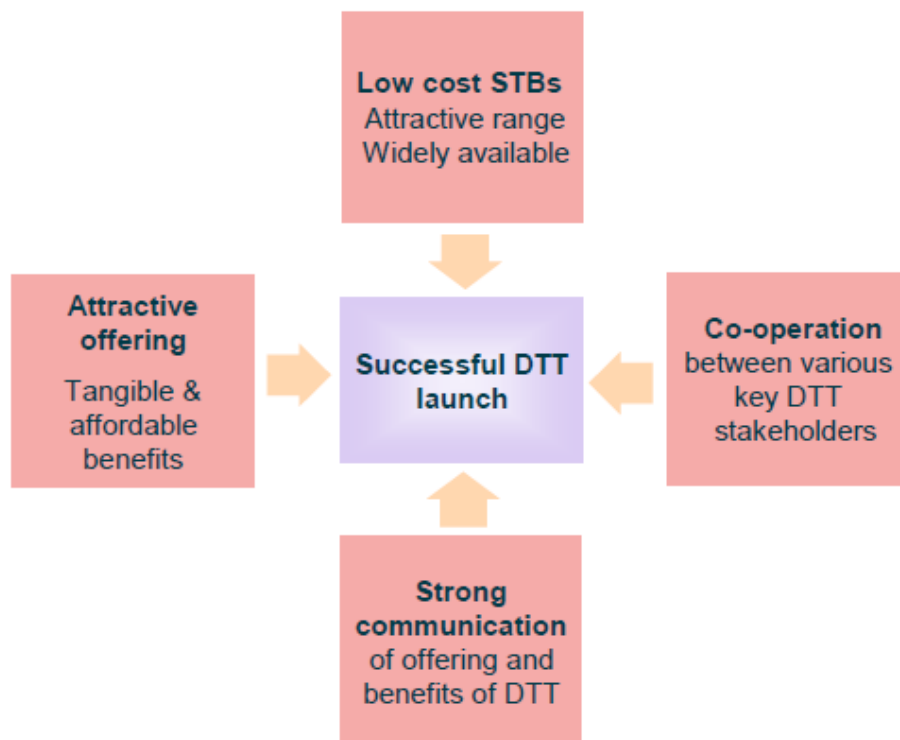 Low cost STBs
Attractive range
Widely available
Attractive
offering
Tangible &
affordable
benefits
Successful DTT
launch
Co-operation
between various
key DTT
stakeholders
Strong
communication
of offering and
benefits of DTT